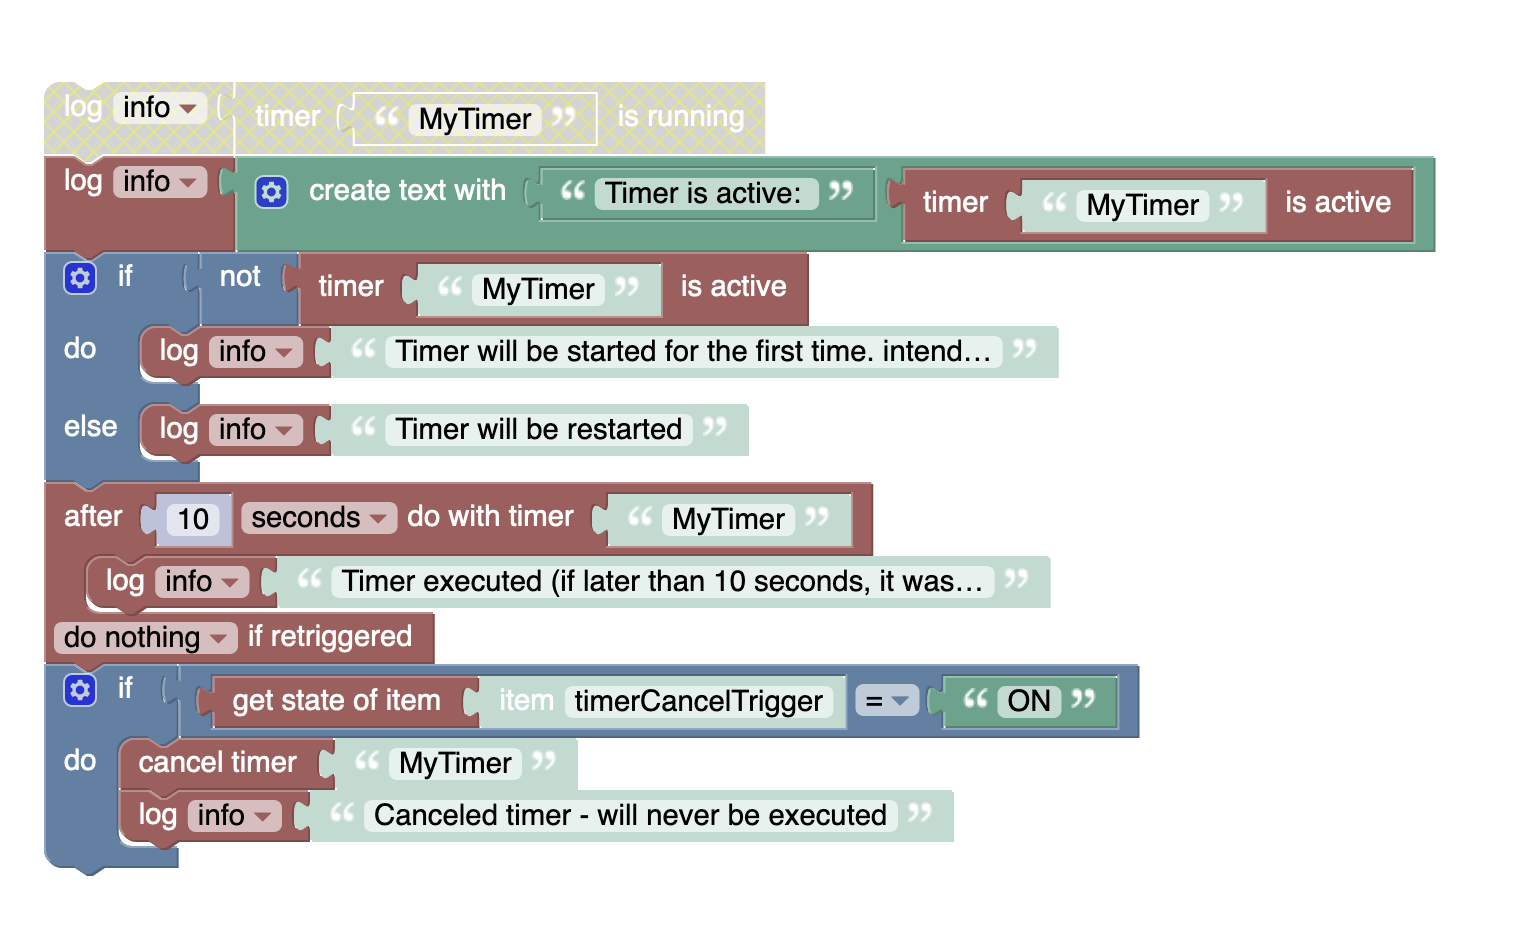 log info timer “ MyTimer ” is running
log info create text with “ Timer is active: ” timer “ MyTimer ” is active
if not timer “ MyTimer ” is active
do log info “ Timer will be started for the first time. intend... ”
else log info “ Timer will be restarted ”
after 10 seconds do with timer “ MyTimer ”
log info “ Timer executed (if later than 10 seconds, it was... ”
do nothing if retriggered
if get state of item item timerCancelTrigger = “ ON ”
do cancel timer “ MyTimer ”
log info “ Canceled timer - will never be executed ”